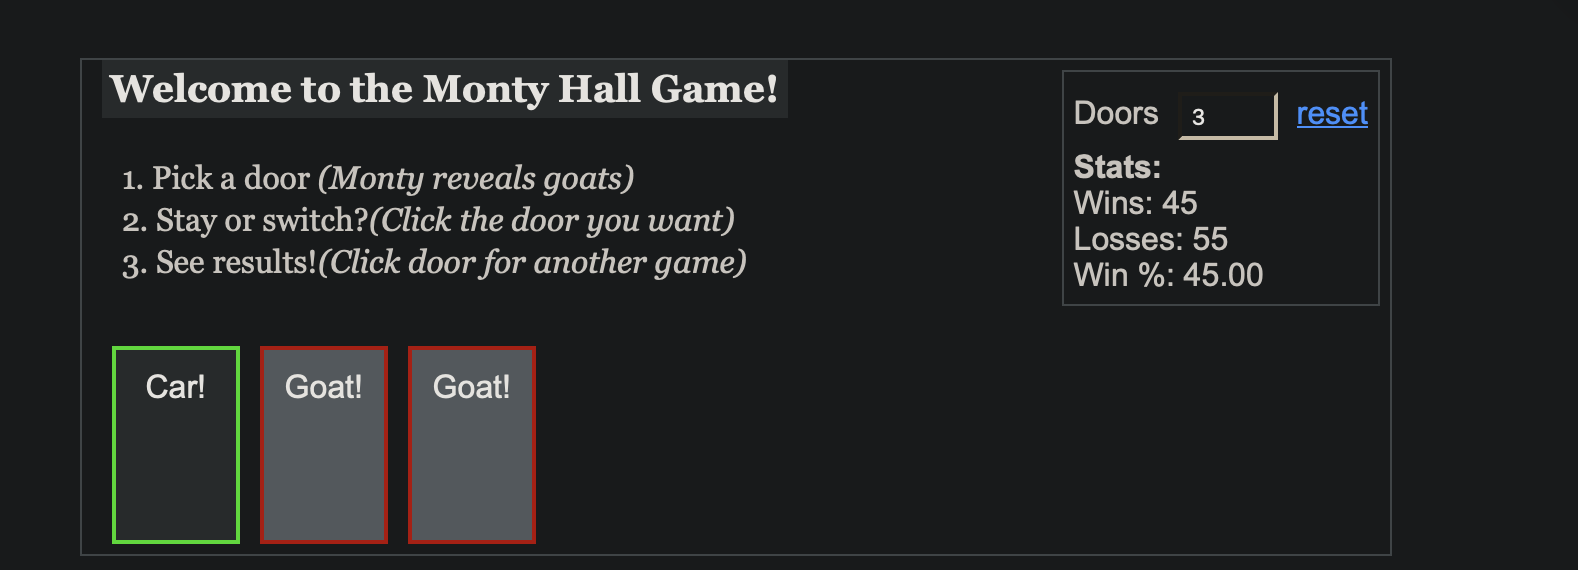 Welcome to the Monty Hall Game!
1. Pick a door (Monty reveals goats)
2. Stay or switch?(Click the door you want)
3. See results!(Click door for another game)
Doors 3 reset
Stats:
Wins: 45
Losses: 55
Win %: 45.00
Car! Goat! Goat!